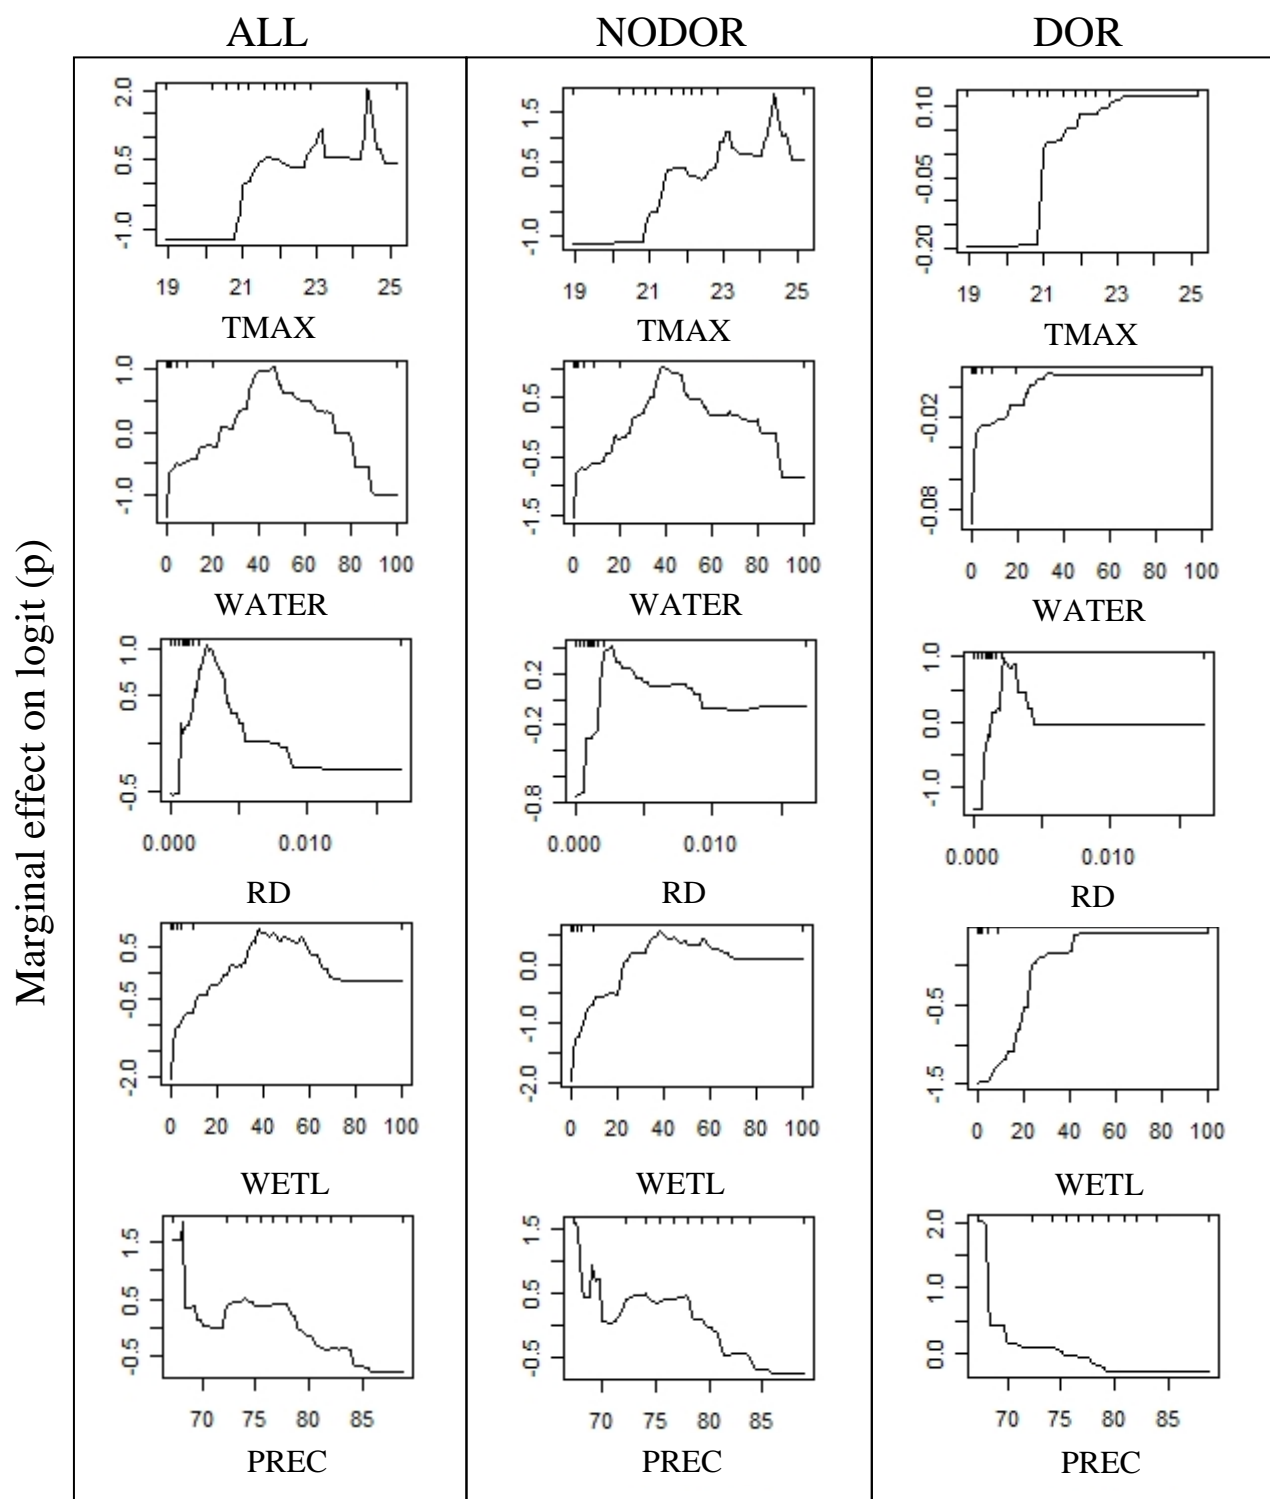 ALL NODOR DOR
Marginal effect on logit (p)
2.0 0.5 -1.0
19 21 23 25
TMAX
1.5 0.5 -1.0
19 21 23 25
TMAX
0.10 -0.05 -0.20
19 21 23 25
TMAX
1.0 0.0 -1.0
0 20 40 60 80 100
WATER
0.5 -0.5 -1.5
0 20 40 60 80 100
WATER
-0.02 -0.08
0 20 40 60 80 100
WATER
1.0 0.5 -0.5
0.000 0.010
RD
0.2 -0.2 -0.8
0.000 0.010
RD
1.0 0.0 -1.0
0.000 0.010
RD
0.5 -0.5 -2.0
0 20 40 60 80 100
WETL
0.0 -1.0 -2.0
0 20 40 60 80 100
WETL
-0.5 -1.5
0 20 40 60 80 100
WETL
1.5 0.5 -0.5
70 75 80 85
PREC
1.5 0.5 -0.5
70 75 80 85
PREC
2.0 1.0 0.0
70 75 80 85
PREC